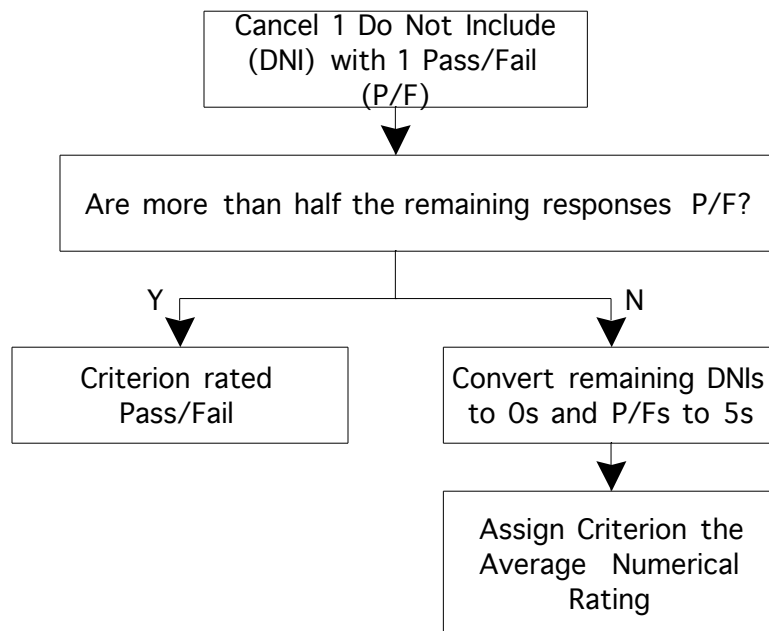 Cancel 1 Do Not Include
(DNI) with 1 Pass/Fail
(P/F)
Are more than half the remaining responses P/F?
Y
N
Criterion rated
Pass/Fail
Convert remaining DNIs
to 0s and P/Fs to 5s
Assign Criterion the
Average Numerical
Rating